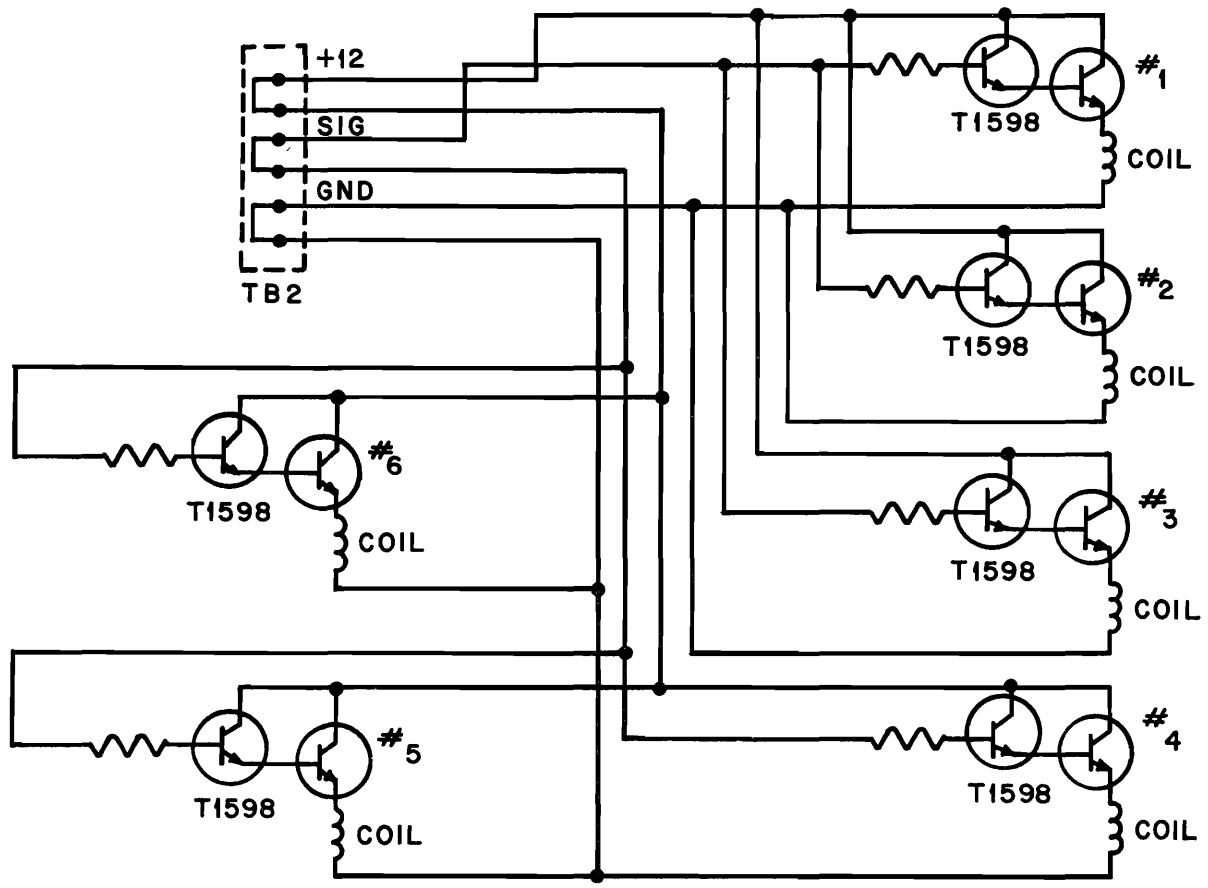 +12
SIG
GND
TB2
#1
T1598
COIL
#2
T1598
COIL
#3
T1598
COIL
#4
T1598
COIL
#6
T1598
COIL
#5
T1598
COIL